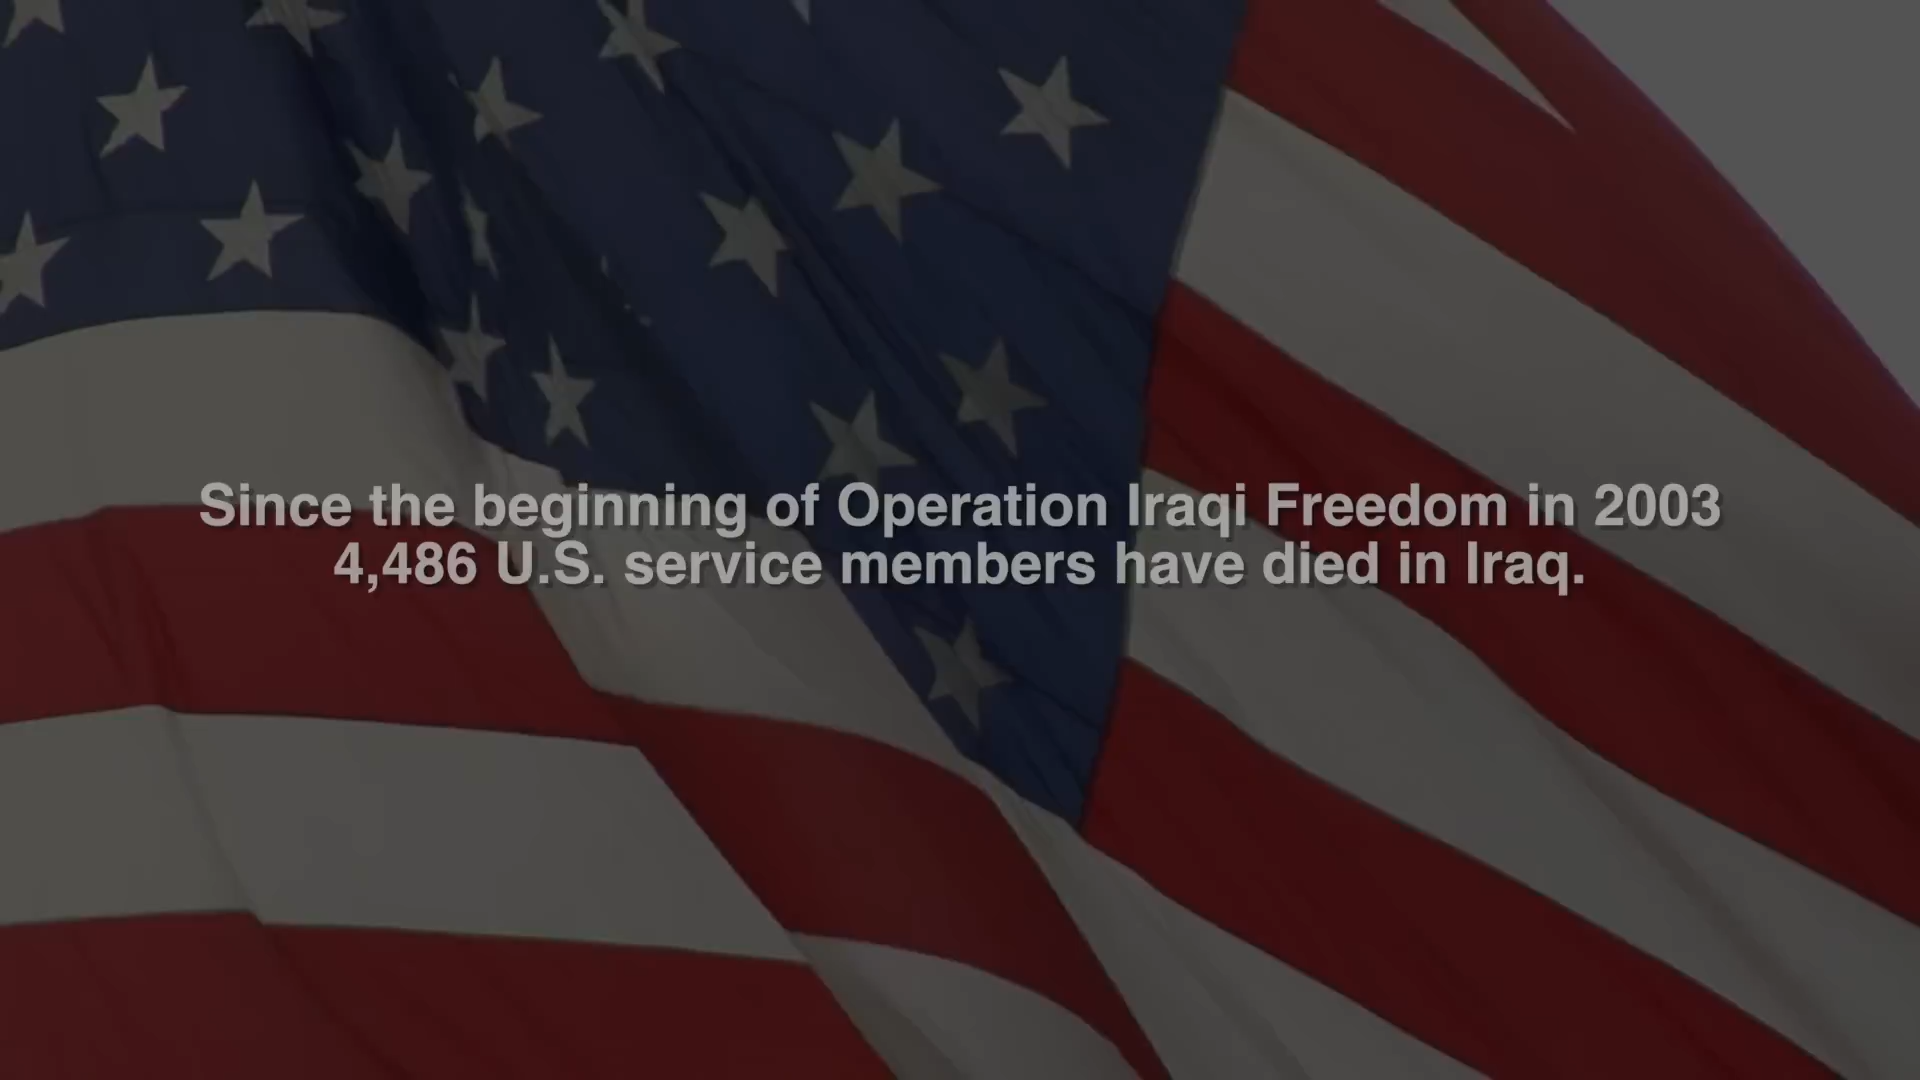 Since the beginning of Operation Iraqi Freedom in 2003
4,486 U.S. service members have died in Iraq.